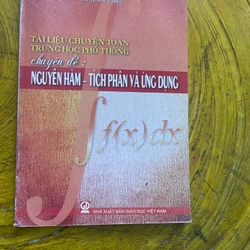 TÀI LIỆU CHUYÊN TOÁN
TRUNG HỌC PHỔ THÔNG
chuyên đề :
NGUYÊN HÀM – TÍCH PHÂN VÀ ỨNG DỤNG
∫ f(x) dx
NHÀ XUẤT BẢN GIÁO DỤC VIỆT NAM